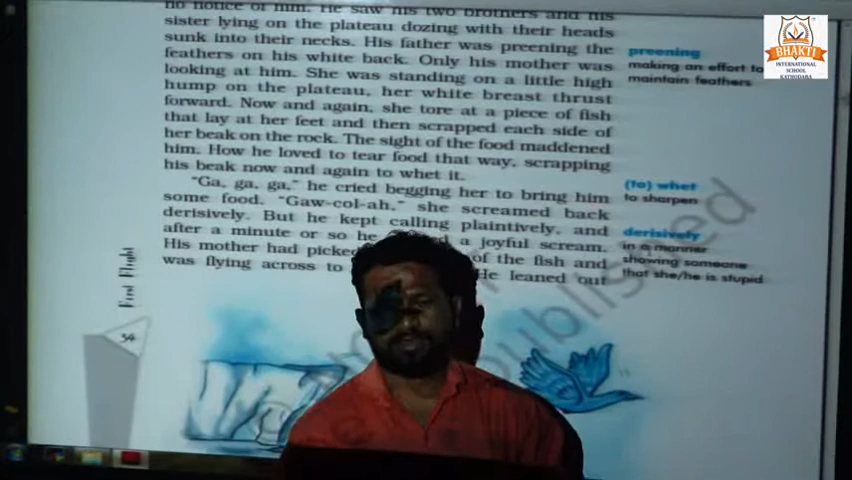 no notice of him. He saw his two brothers and his
sister lying on the plateau dozing with their heads
sunk into their necks. His father was preening the
feathers on his white back. Only his mother was
looking at him. She was standing on a little high
hump on the plateau, her white breast thrust
forward. Now and again, she tore at a piece of fish
that lay at her feet and then scrapped each side of
her beak on the rock. The sight of the food maddened
him. How he loved to tear food that way, scrapping
his beak now and again to whet it.
"Ga, ga, ga," he cried begging her to bring him
some food. "Gaw-col-ah," she screamed back
derisively. But he kept calling plaintively, and
after a minute or so he a joyful scream.
His mother had picked of the fish and
was flying across to He leaned out
preening
making an effort to
maintain feathers
(to) whet
to sharpen
derisively
in a manner
showing someone
that she/he is stupid
First Flight
34
BHAKTI
INTERNATIONAL
SCHOOL
KATHODARA